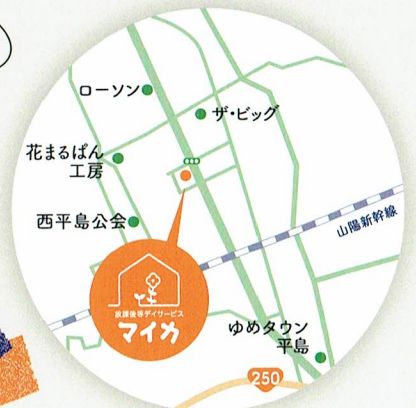 ローソン
ザ・ビッグ
花まるぱん
工房
西平島公会
山陽新幹線
放課後等デイサービス
マイカ
ゆめタウン
平島
250